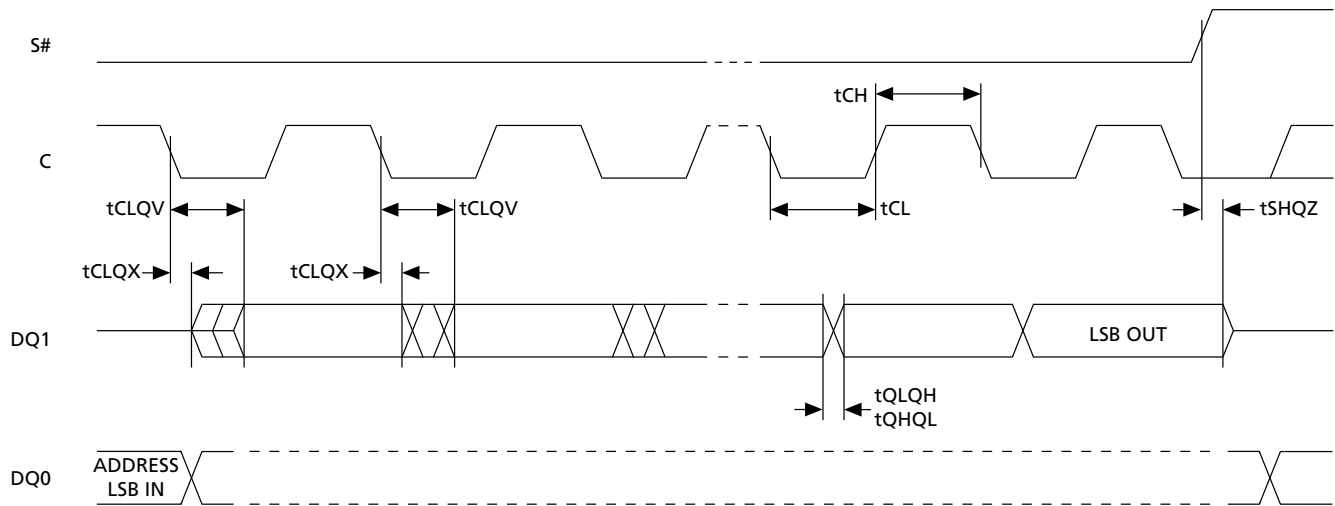 S#
tCH
C
tCLQV
tCLQV
tCL
tSHQZ
tCLQX
tCLQX
DQ1
LSB OUT
tQLQH
tQHQL
DQ0
ADDRESS
LSB IN